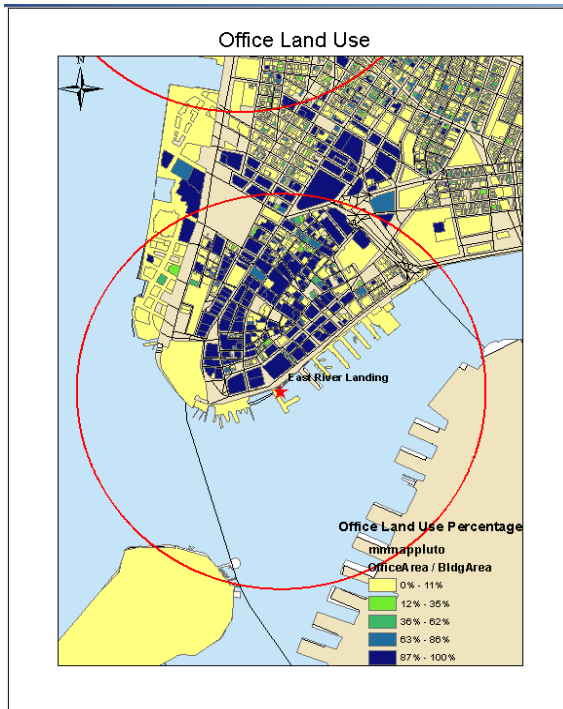 Office Land Use
N
East River Landing
Office Land Use Percentage
mnmappluto
OfficeArea / BldgArea
0% - 11%
12% - 35%
36% - 62%
63% - 86%
87% - 100%